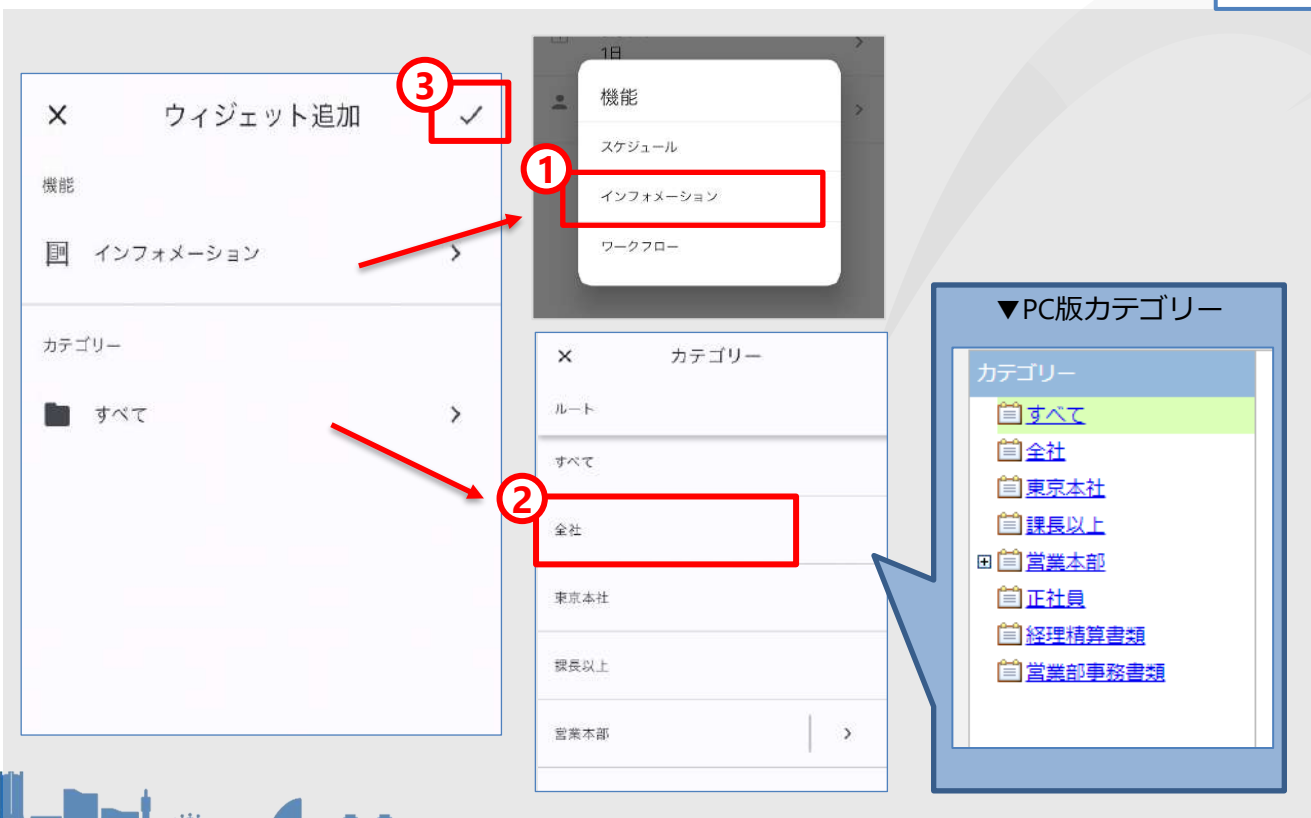 ウィジェット追加
③
機能
インフォメーション
カテゴリー
すべて
1日
機能
スケジュール
①
インフォメーション
ワークフロー
カテゴリー
ルート
すべて
②
全社
東京本社
課長以上
営業本部
▼PC版カテゴリー
カテゴリー
すべて
全社
東京本社
課長以上
営業本部
正社員
経理精算書類
営業部事務書類